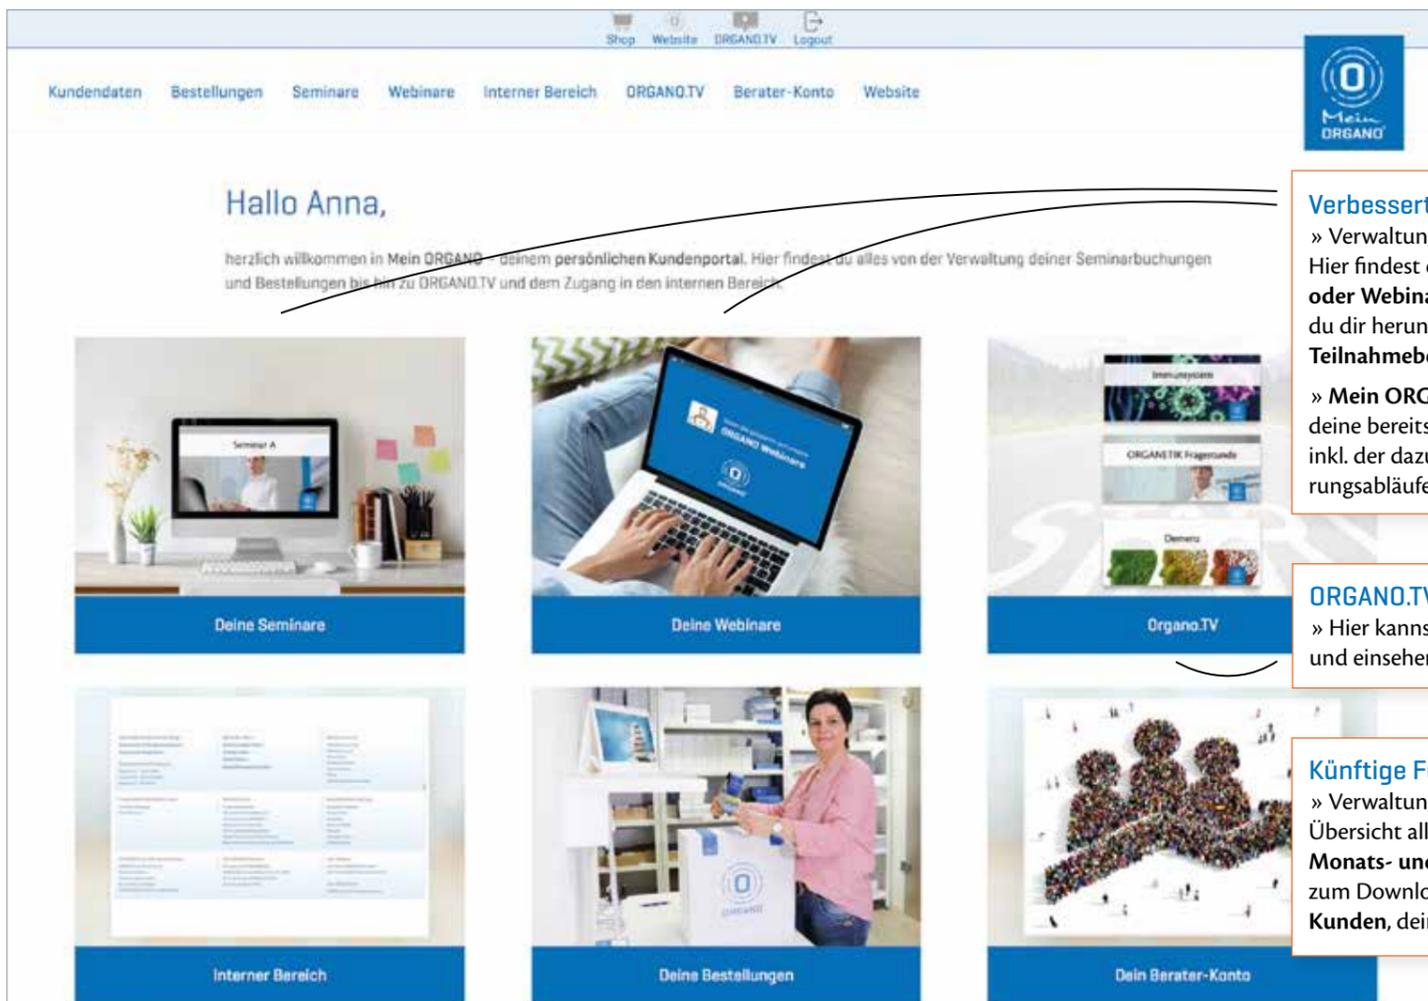 Shop Website ORGANO.TV Logout
Kundendaten Bestellungen Seminare Webinare Interner Bereich ORGANO.TV Berater-Konto Website
Mein
ORGANO
Hallo Anna,
herzlich willkommen in Mein ORGANO – deinem persönlichen Kundenportal. Hier findest du alles von der Verwaltung deiner Seminarbuchungen
und Bestellungen bis hin zu ORGANO.TV und dem Zugang in den internen Bereich.
Seminar A
ORGANO Webinare
ORGANO
Immunsystem
ORGANETIK Fragestunde
Demenz
Deine Seminare
Deine Webinare
Organo.TV
ORGANO
Interner Bereich
Deine Bestellungen
Dein Berater-Konto
Verbessert
» Verwaltun
Hier findest
oder Webina
du dir herun
Teilnahmeb
» Mein ORG
deine bereits
inkl. der dazu
rungsabläufe
ORGANO.TV
» Hier kanns
und einsehen
Künftige F
» Verwaltun
Übersicht all
Monats- und
zum Downlo
Kunden, dein